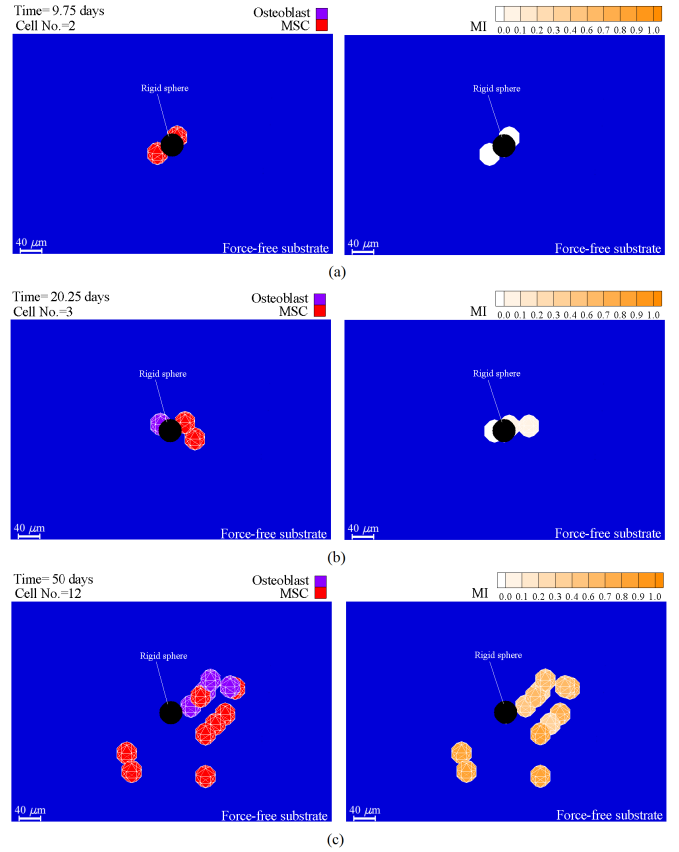 Time= 9.75 days
Cell No.=2
Osteoblast
MSC
MI
0.0 0.1 0.2 0.3 0.4 0.5 0.6 0.7 0.8 0.9 1.0
Rigid sphere
Rigid sphere
40 μm
Force-free substrate
Force-free substrate
(a)
Time= 20.25 days
Cell No.=3
Osteoblast
MSC
MI
0.0 0.1 0.2 0.3 0.4 0.5 0.6 0.7 0.8 0.9 1.0
Rigid sphere
Rigid sphere
40 μm
Force-free substrate
40 μm
Force-free substrate
(b)
Time= 50 days
Cell No.=12
Osteoblast
MSC
MI
0.0 0.1 0.2 0.3 0.4 0.5 0.6 0.7 0.8 0.9 1.0
Rigid sphere
Rigid sphere
40 μm
Force-free substrate
40 μm
Force-free substrate
(c)